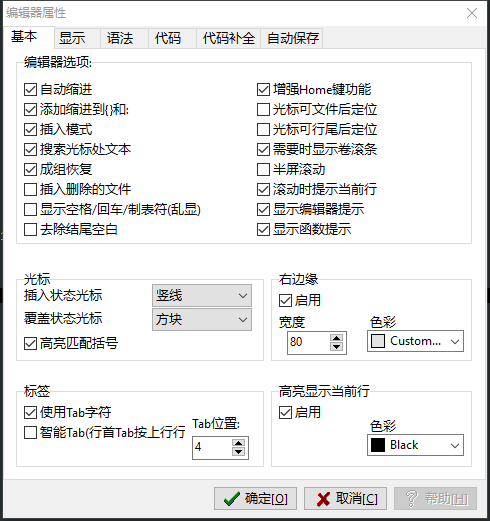 编辑器属性
基本 显示 语法 代码 代码补全 自动保存
编辑器选项:
自动缩进
添加缩进到{}和:
插入模式
搜索光标处文本
成组恢复
插入删除的文件
显示空格/回车/制表符(乱显)
去除结尾空白
增强Home键功能
光标可文件后定位
光标可行尾后定位
需要时显示卷滚条
半屏滚动
滚动时提示当前行
显示编辑器提示
显示函数提示
光标
插入状态光标 竖线
覆盖状态光标 方块
高亮匹配括号
右边缘
启用
宽度 色彩
80 Custom...
标签
使用Tab字符
智能Tab(行首Tab按上行行
Tab位置:
4
高亮显示当前行
启用
色彩
Black
确定[O] 取消[C] 帮助[H]